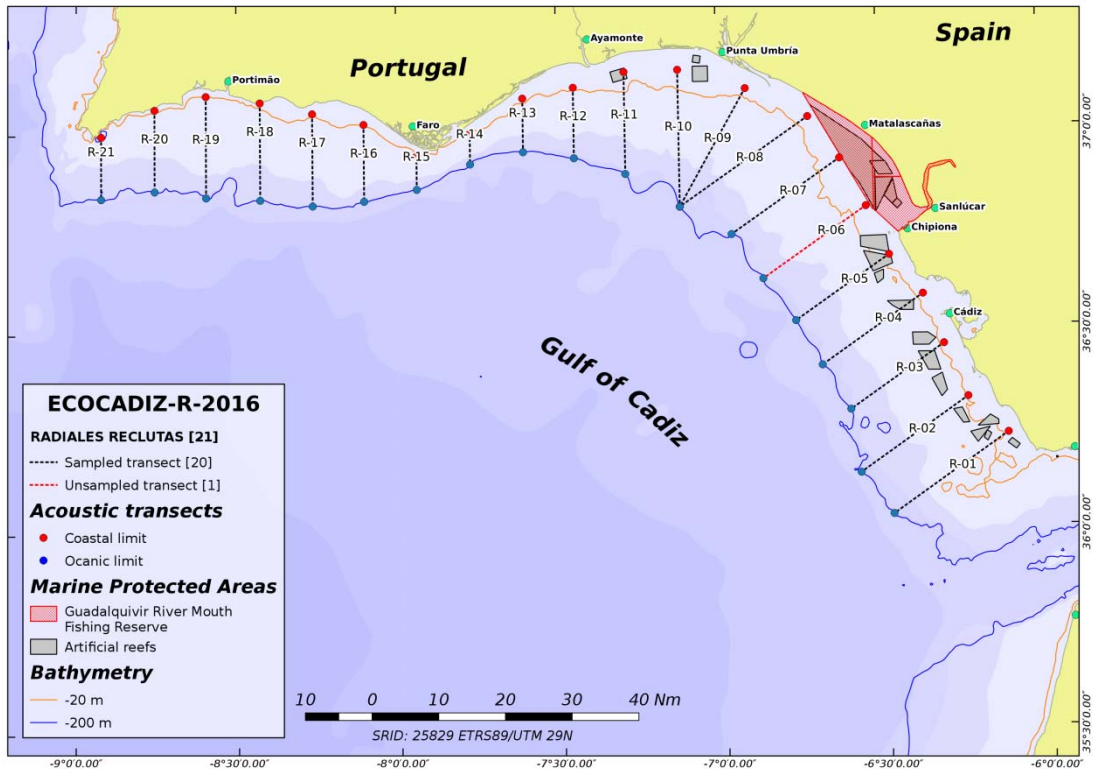 Spain
Portugal
Ayamonte
Punta Umbría
Portimão
Faro
Matalascañas
Sanlúcar
Chipiona
Cádiz
R-21
R-20
R-19
R-18
R-17
R-16
R-15
R-14
R-13
R-12
R-11
R-10
R-09
R-08
R-07
R-06
R-05
R-04
R-03
R-02
R-01
Gulf of Cadiz
37°0'0.00"
36°30'0.00"
36°0'0.00"
35°30'0.00"
ECOCADIZ-R-2016
RADIALES RECLUTAS [21]
Sampled transect [20]
Unsampled transect [1]
Acoustic transects
Coastal limit
Ocanic limit
Marine Protected Areas
Guadalquivir River Mouth
Fishing Reserve
Artificial reefs
Bathymetry
-20 m
-200 m
10 0 10 20 30 40 Nm
SRID: 25829 ETRS89/UTM 29N
-9°0'0.00" -8°30'0.00" -8°0'0.00" -7°30'0.00" -7°0'0.00" -6°30'0.00" -6°0'0.00"